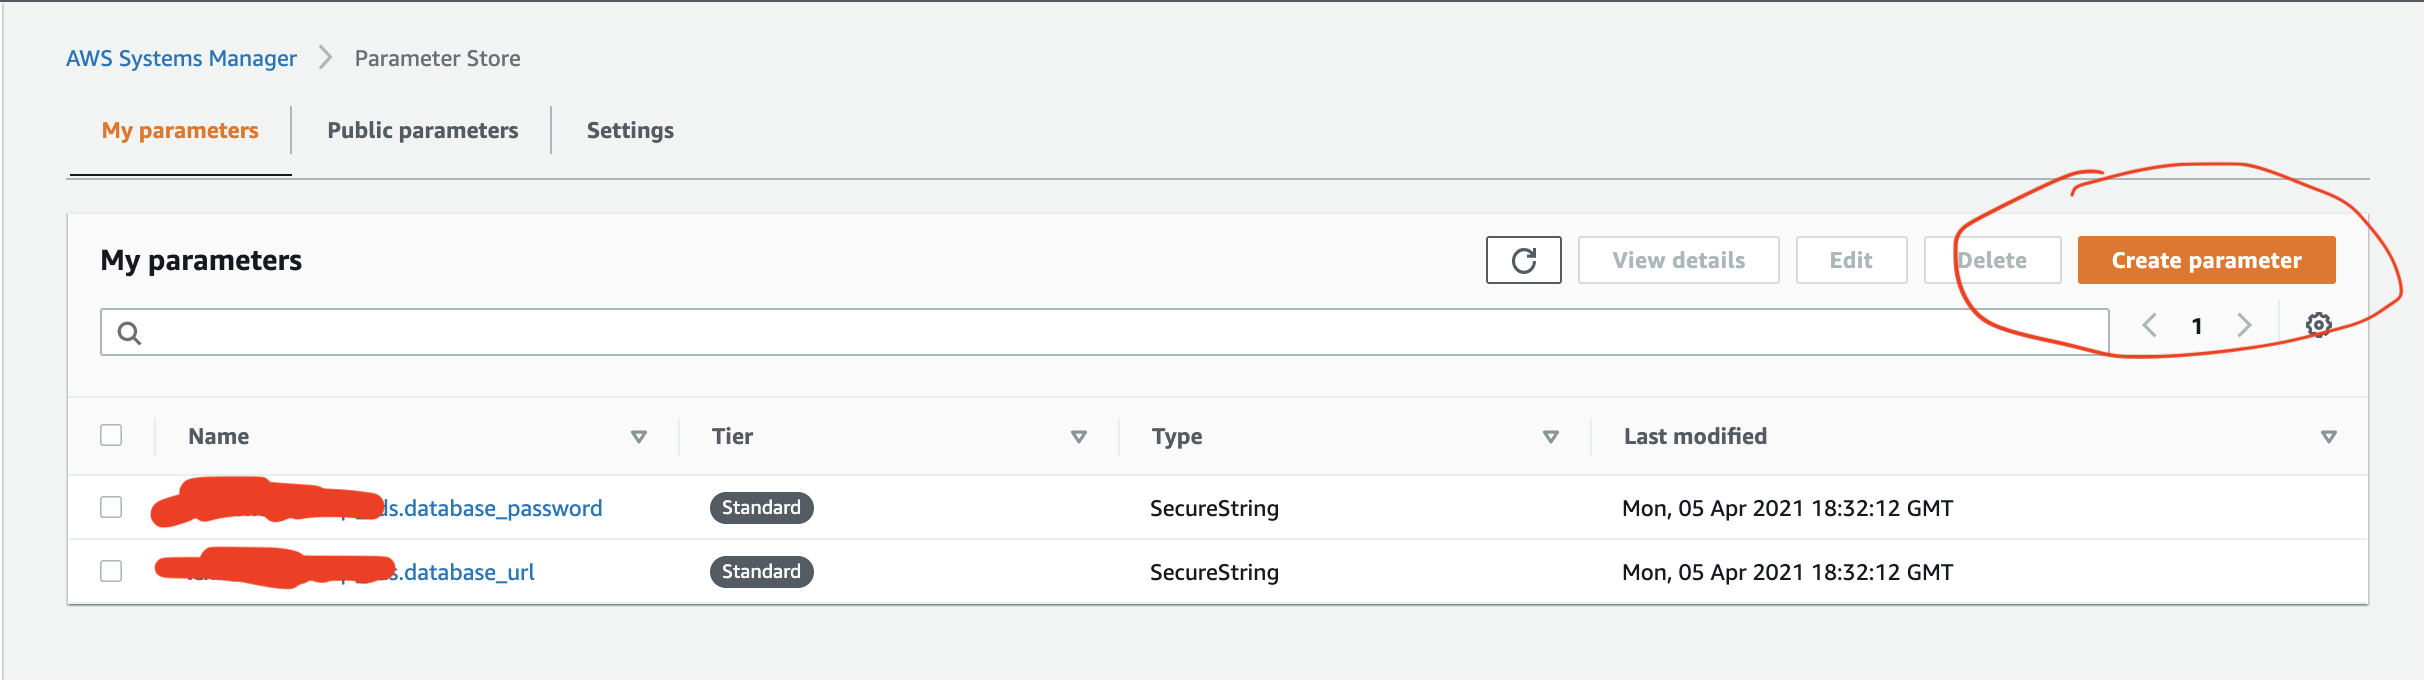 AWS Systems Manager > Parameter Store
My parameters Public parameters Settings
My parameters View details Edit Delete Create parameter
1
Name Tier Type Last modified
ds.database_password Standard SecureString Mon, 05 Apr 2021 18:32:12 GMT
s.database_url Standard SecureString Mon, 05 Apr 2021 18:32:12 GMT